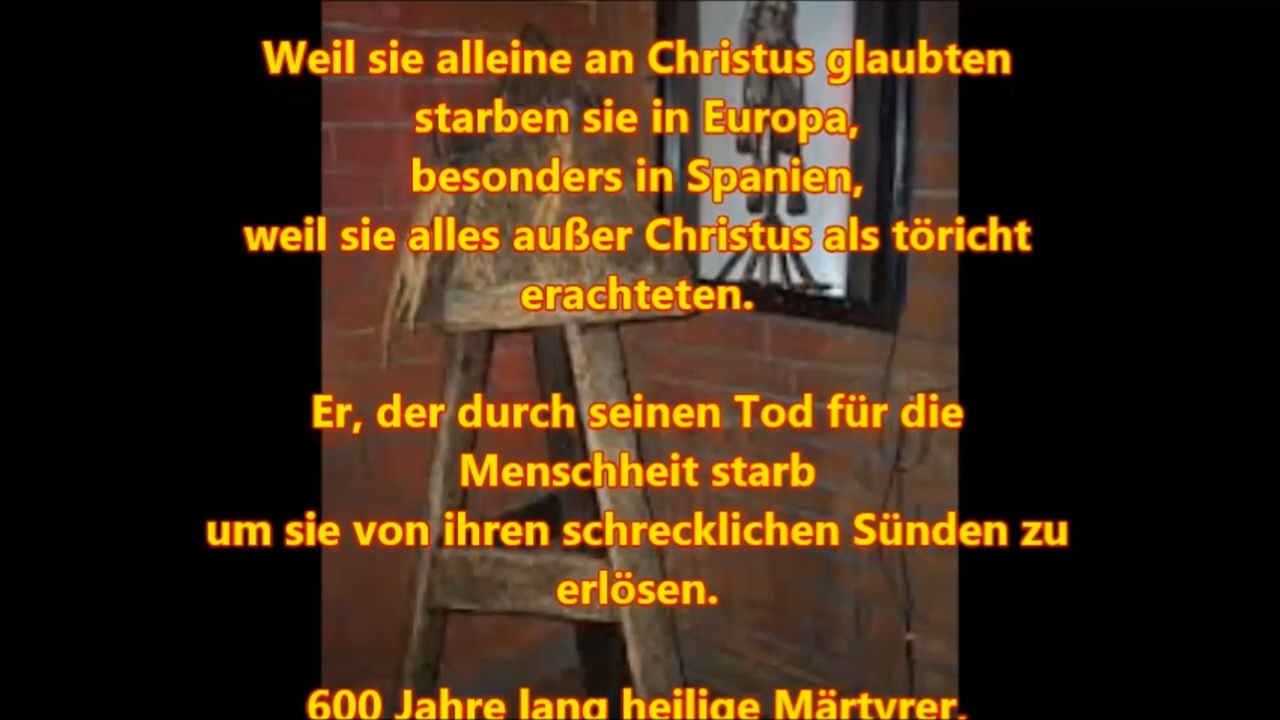 Weil sie alleine an Christus glaubten
starben sie in Europa,
besonders in Spanien,
weil sie alles außer Christus als töricht
erachteten.
Er, der durch seinen Tod für die
Menschheit starb
um sie von ihren schrecklichen Sünden zu
erlösen.
600 Jahre lang heilige Märtyrer,